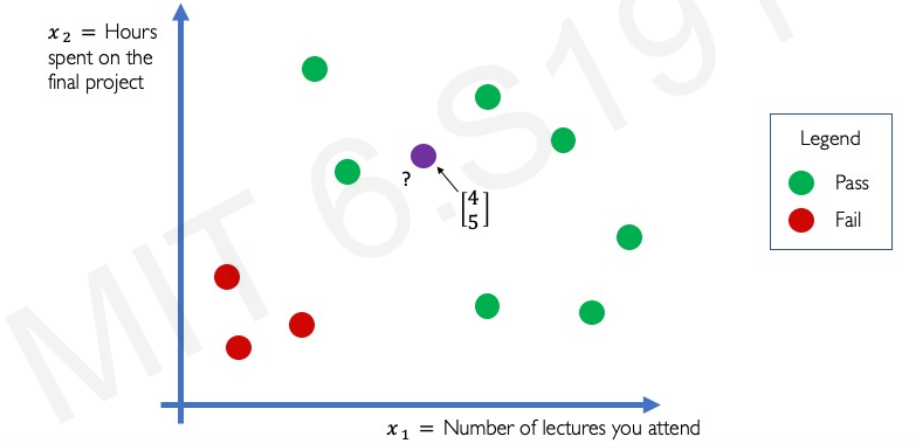 x₂ = Hours
spent on the
final project
MIT 6.S191
Legend
Pass
Fail
?
[4
5]
x₁ = Number of lectures you attend